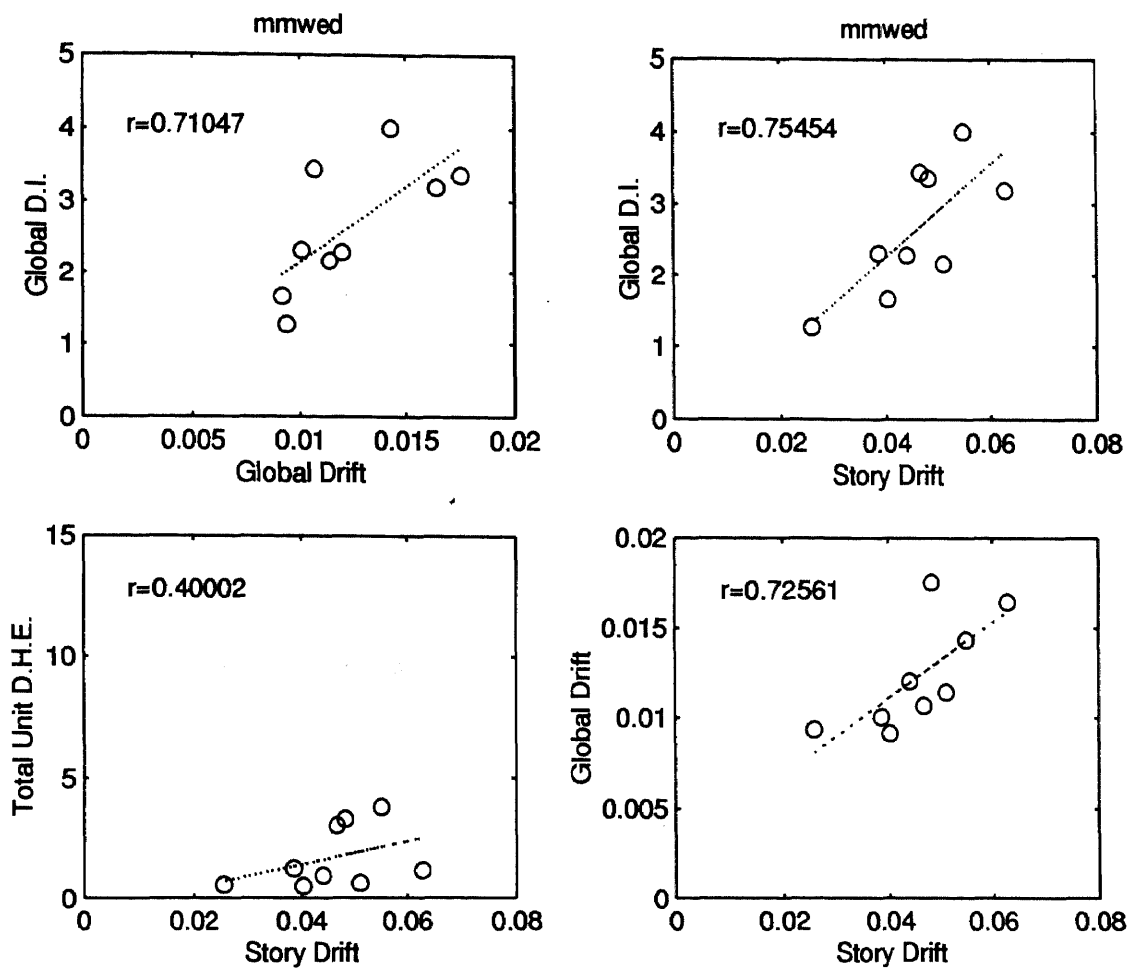 mmwed
5
4
3
2
1
0
r=0.71047
Global D.I.
0
0.005
0.01
0.015
0.02
Global Drift
mmwed
5
4
3
2
1
0
r=0.75454
Global D.I.
0
0.02
0.04
0.06
0.08
Story Drift
15
10
5
0
r=0.40002
Total Unit D.H.E.
0
0.02
0.04
0.06
0.08
Story Drift
0.02
0.015
0.01
0.005
0
r=0.72561
Global Drift
0
0.02
0.04
0.06
0.08
Story Drift